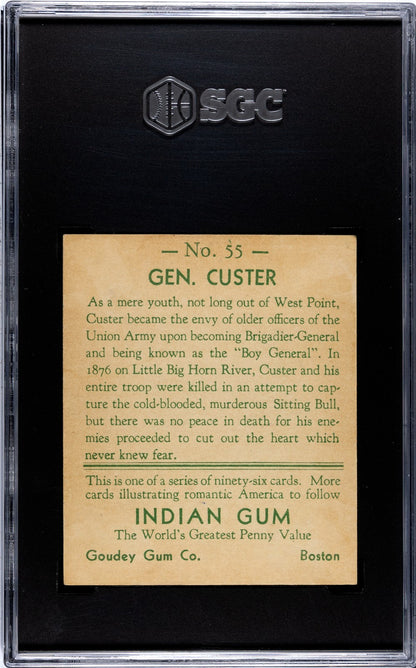 SGC
— No. 55 —
GEN. CUSTER
As a mere youth, not long out of West Point,
Custer became the envy of older officers of the
Union Army upon becoming Brigadier-General
and being known as the "Boy General". In
1876 on Little Big Horn River, Custer and his
entire troop were killed in an attempt to cap-
ture the cold-blooded, murderous Sitting Bull,
but there was no peace in death for his ene-
mies proceeded to cut out the heart which
never knew fear.
This is one of a series of ninety-six cards. More
cards illustrating romantic America to follow
INDIAN GUM
The World's Greatest Penny Value
Goudey Gum Co. Boston